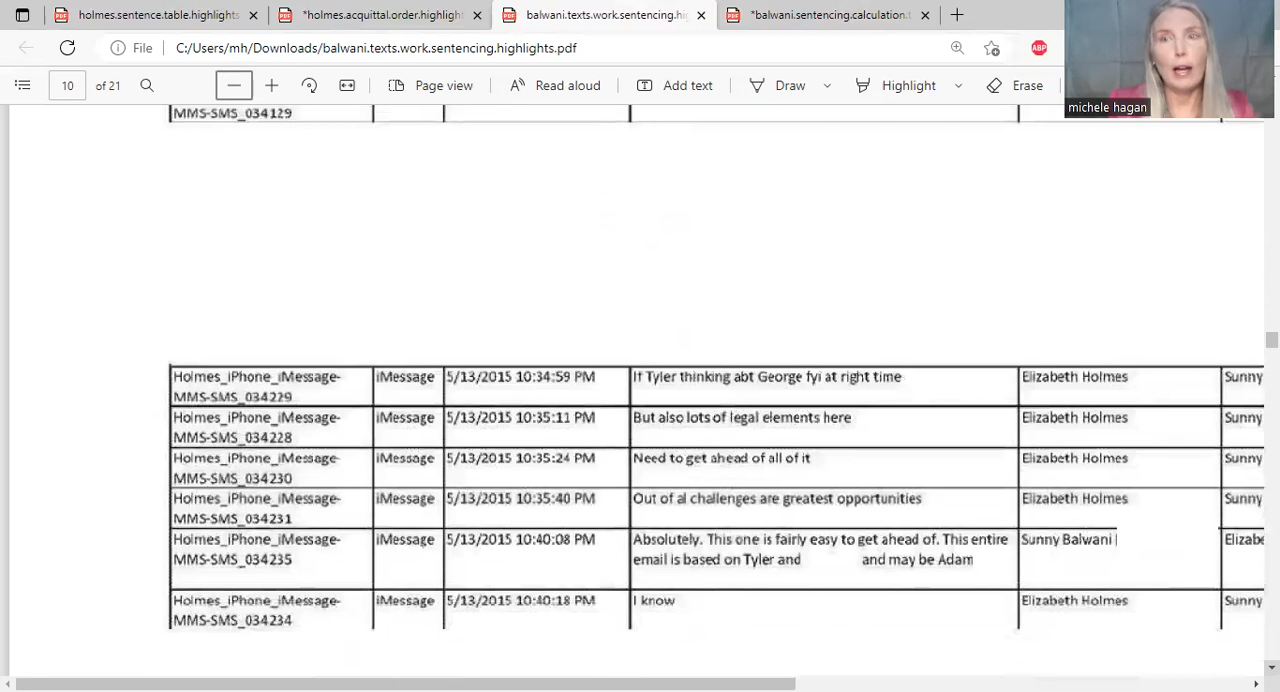 holmes.sentence.table.highlights
*holmes.acquittal.order.highligh
balwani.texts.work.sentencing.hi
*balwani.sentencing.calculation.
File C:/Users/mh/Downloads/balwani.texts.work.sentencing.highlights.pdf
ABP
10 of 21
Page view
Read aloud
Add text
Draw
Highlight
Erase
michele hagan
MMS-SMS_034129
Holmes_iPhone_iMessage- iMessage 5/13/2015 10:34:59 PM If Tyler thinking abt George fyi at right time Elizabeth Holmes Sunny
MMS-SMS_034229
Holmes_iPhone_iMessage- iMessage 5/13/2015 10:35:11 PM But also lots of legal elements here Elizabeth Holmes Sunny
MMS-SMS_034228
Holmes_iPhone_iMessage- iMessage 5/13/2015 10:35:24 PM Need to get ahead of all of it Elizabeth Holmes Sunny
MMS-SMS_034230
Holmes_iPhone_iMessage- iMessage 5/13/2015 10:35:40 PM Out of al challenges are greatest opportunities Elizabeth Holmes Sunny
MMS-SMS_034231
Holmes_iPhone_iMessage- iMessage 5/13/2015 10:40:08 PM Absolutely. This one is fairly easy to get ahead of. This entire Sunny Balwani Elizabe
MMS-SMS_034235 email is based on Tyler and and may be Adam
Holmes_iPhone_iMessage- iMessage 5/13/2015 10:40:18 PM I know Elizabeth Holmes Sunny
MMS-SMS_034234